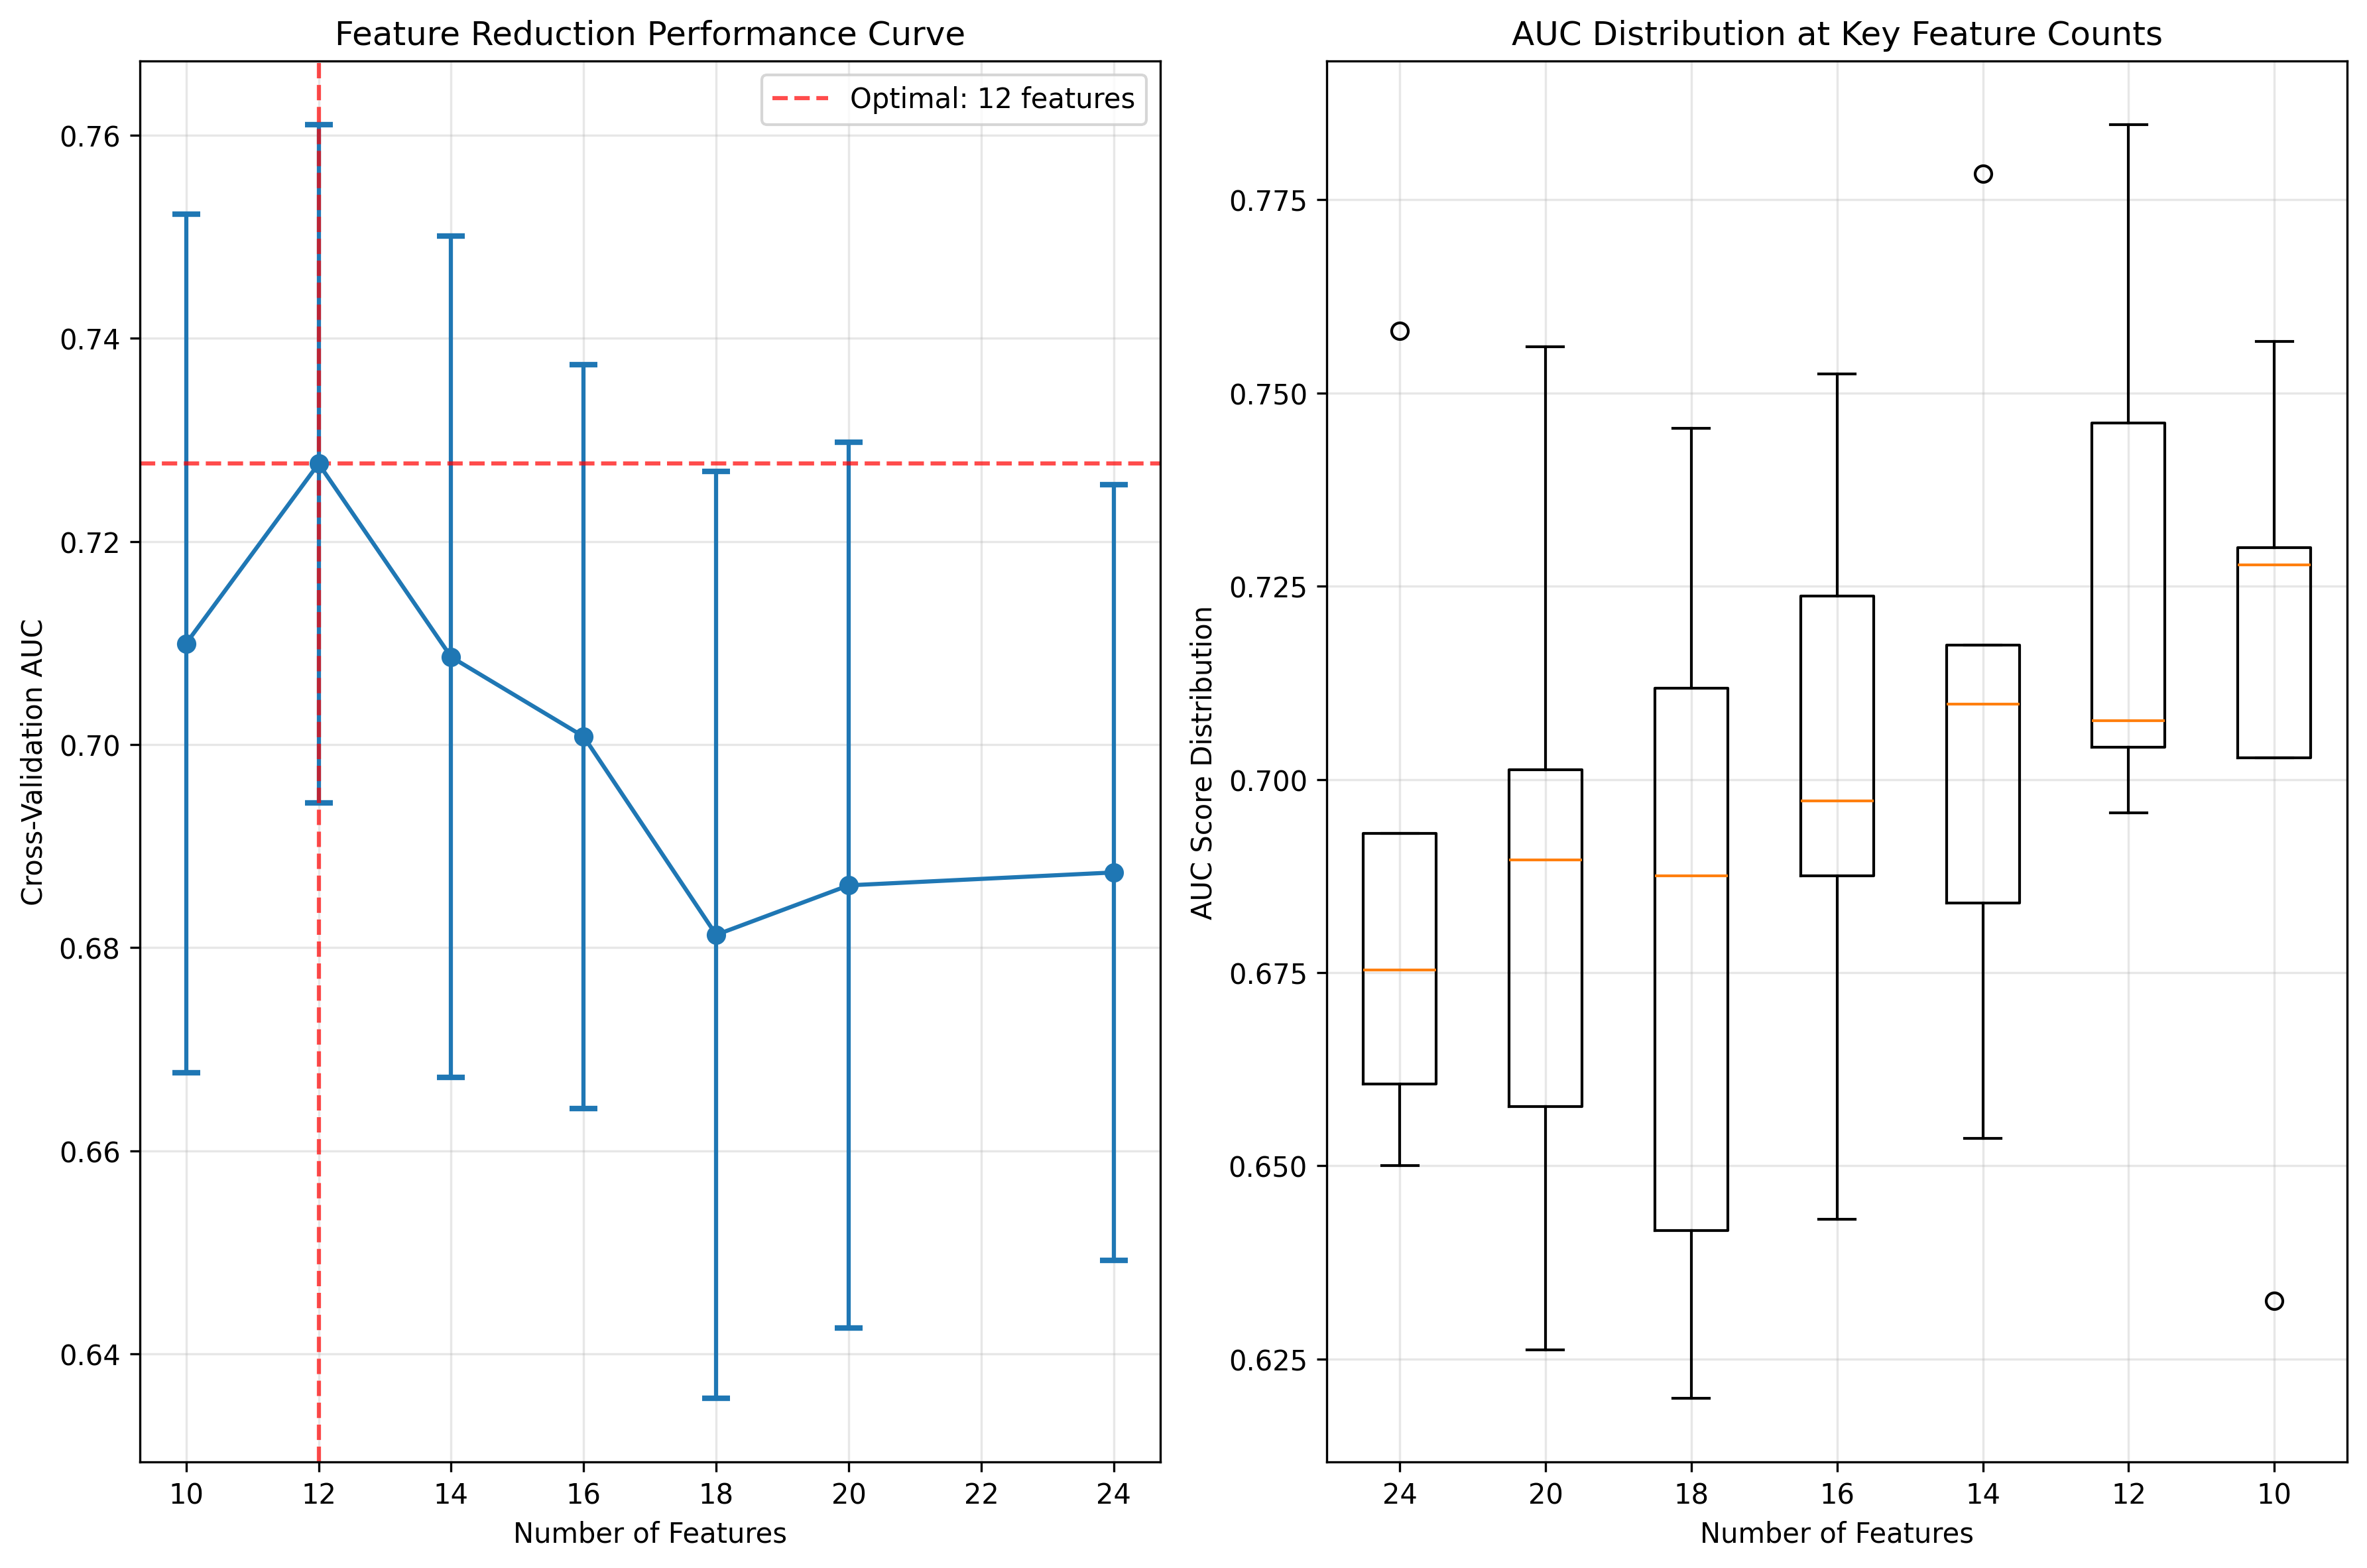 Feature Reduction Performance Curve
Optimal: 12 features
0.76
0.74
0.72
0.70
0.68
0.66
0.64
Cross-Validation AUC
10 12 14 16 18 20 22 24
Number of Features
AUC Distribution at Key Feature Counts
0.775
0.750
0.725
0.700
0.675
0.650
0.625
AUC Score Distribution
24 20 18 16 14 12 10
Number of Features